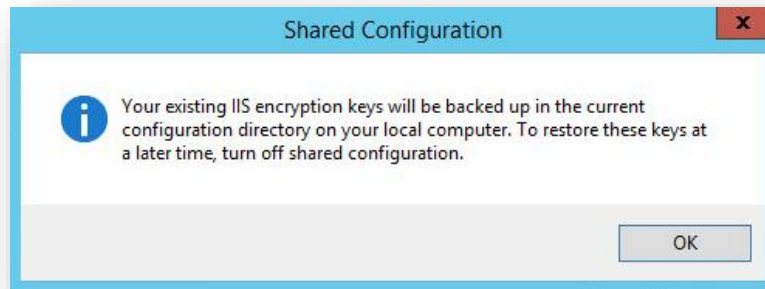 Shared Configuration
x
Your existing IIS encryption keys will be backed up in the current
configuration directory on your local computer. To restore these keys at
a later time, turn off shared configuration.
OK